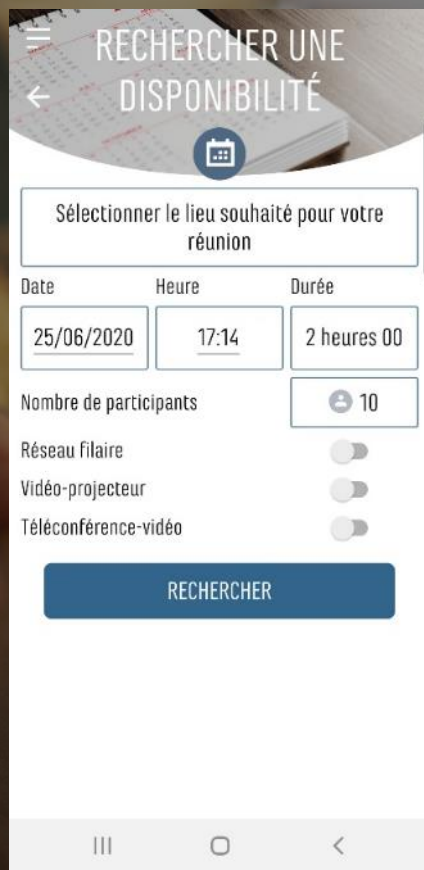 RECHERCHER UNE
DISPONIBILITÉ
Sélectionner le lieu souhaité pour votre
réunion
Date Heure Durée
25/06/2020 17:14 2 heures 00
Nombre de participants 10
Réseau filaire
Vidéo-projecteur
Téléconférence-vidéo
RECHERCHER